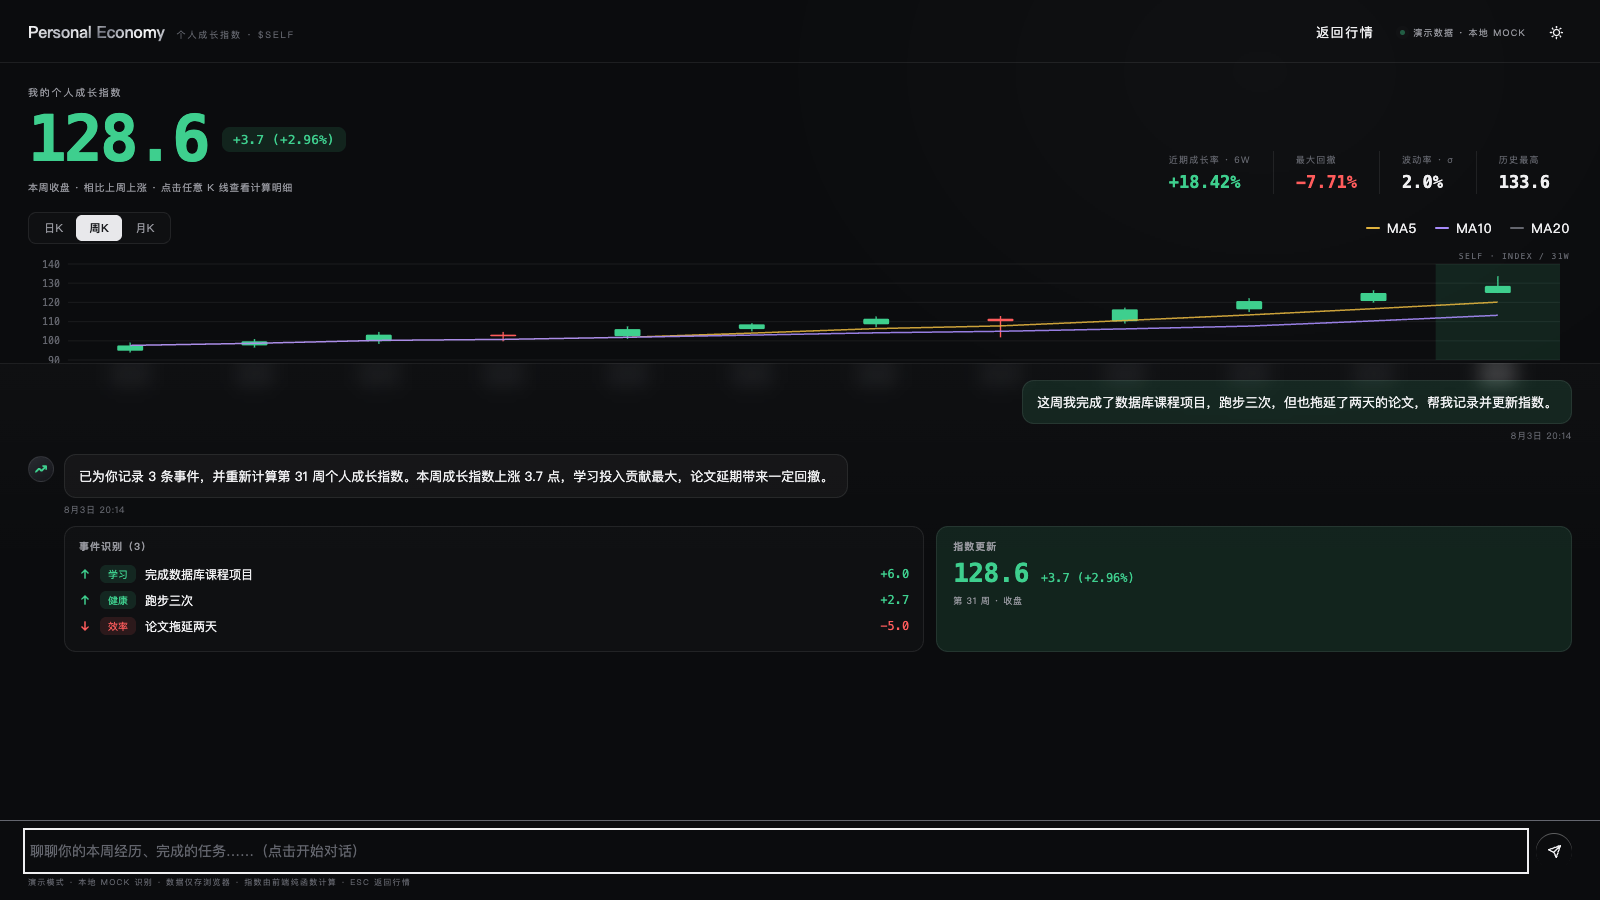 Personal Economy 个人成长指数 · $SELF
返回行情
演示数据 · 本地 MOCK
我的个人成长指数
128.6 +3.7 (+2.96%)
本周收盘 · 相比上周上涨 · 点击任意 K 线查看计算明细
近期成长率 · 6W
+18.42%
最大回撤
−7.71%
波动率 · σ
2.0%
历史最高
133.6
日K 周K 月K
MA5 MA10 MA20
SELF · INDEX / 31W
140
130
120
110
100
90
这周我完成了数据库课程项目，跑步三次，但也拖延了两天的论文，帮我记录并更新指数。
8月3日 20:14
已为你记录 3 条事件，并重新计算第 31 周个人成长指数。本周成长指数上涨 3.7 点，学习投入贡献最大，论文延期带来一定回撤。
8月3日 20:14
事件识别（3）
↑ 学习 完成数据库课程项目 +6.0
↑ 健康 跑步三次 +2.7
↓ 效率 论文拖延两天 −5.0
指数更新
128.6 +3.7 (+2.96%)
第 31 周 · 收盘
聊聊你的本周经历、完成的任务……（点击开始对话）
演示模式 · 本地 MOCK 识别 · 数据仅存浏览器 · 指数由前端纯函数计算 · ESC 返回行情